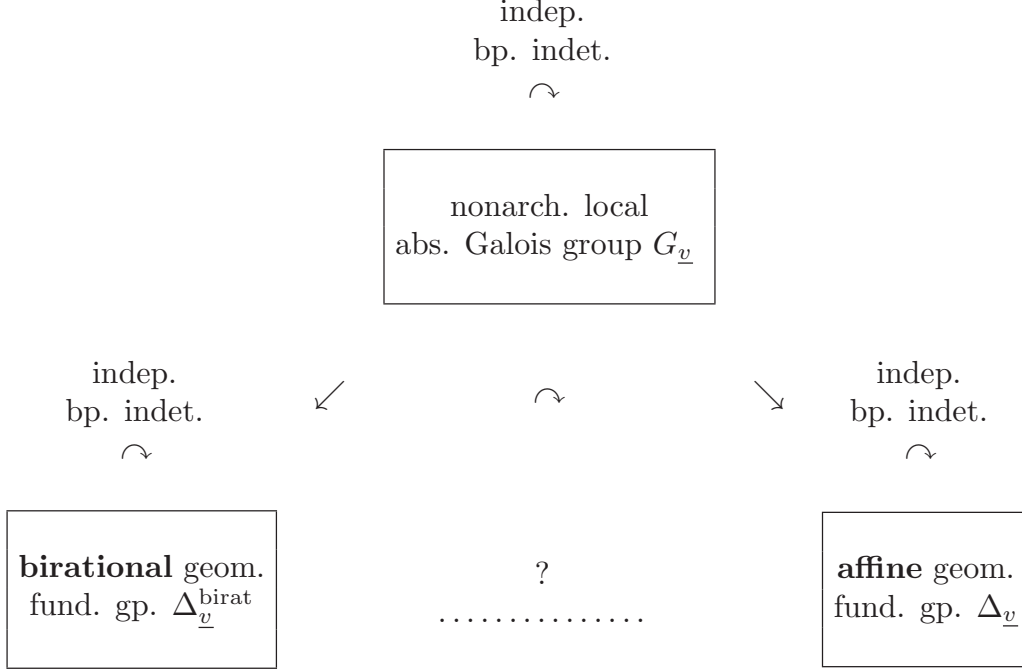 indep.
bp. indet.
↷
nonarch. local
abs. Galois group G_v
indep.
bp. indet.
↷
↙
↷
↘
indep.
bp. indet.
↷
birational geom.
fund. gp. Δ_v^birat
?
...............
affine geom.
fund. gp. Δ_v